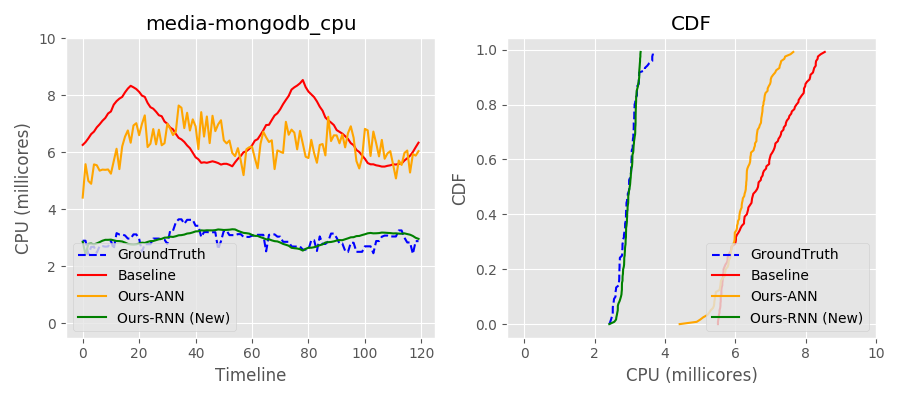 media-mongodb_cpu
CPU (millicores)
10
8
6
4
2
0
GroundTruth
Baseline
Ours-ANN
Ours-RNN (New)
0 20 40 60 80 100 120
Timeline
CDF
CDF
1.0
0.8
0.6
0.4
0.2
0.0
GroundTruth
Baseline
Ours-ANN
Ours-RNN (New)
0 2 4 6 8 10
CPU (millicores)